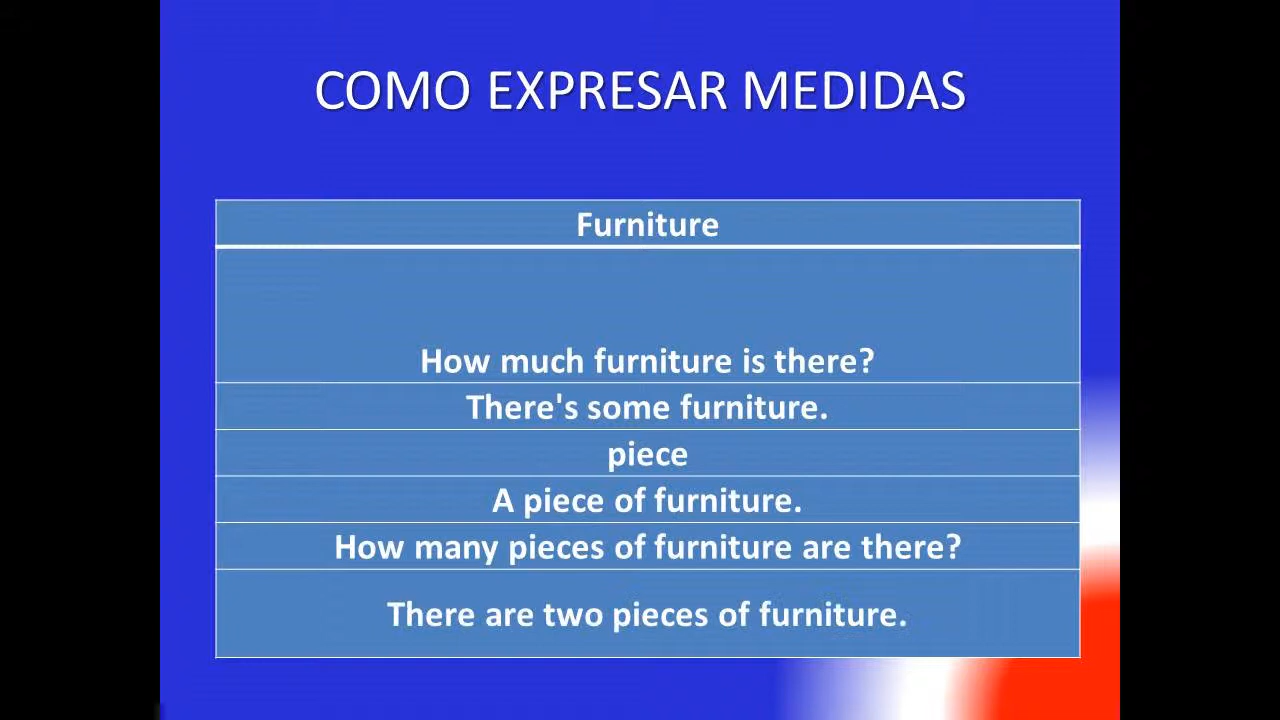 COMO EXPRESAR MEDIDAS
Furniture
How much furniture is there?
There's some furniture.
piece
A piece of furniture.
How many pieces of furniture are there?
There are two pieces of furniture.